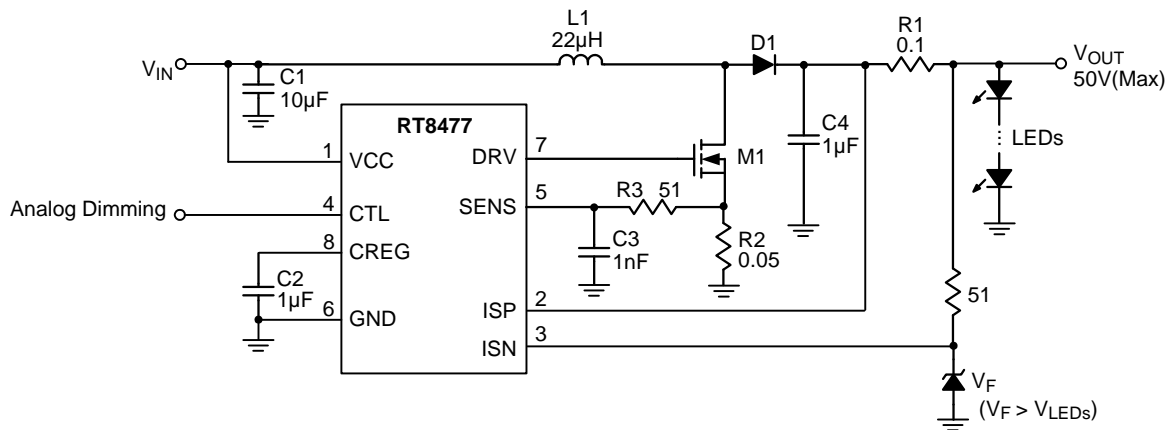 L1
22µH
D1
R1
0.1
VOUT
50V(Max)
VIN
C1
10µF
RT8477
C4
1µF
LEDs
1
VCC
DRV
7
M1
Analog Dimming
4
CTL
SENS
5
R3 51
8
CREG
C3
1nF
R2
0.05
C2
1µF
6
GND
ISP
2
51
ISN
3
VF
(VF > VLEDs)